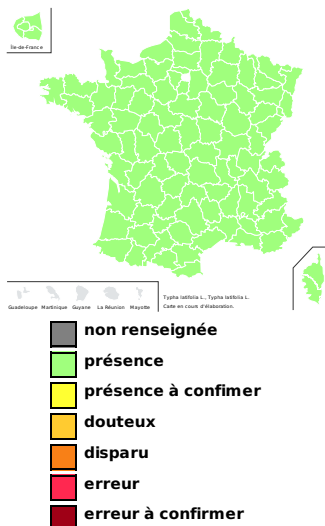 Île-de-France
Guadeloupe Martinique Guyane La Réunion Mayotte
Typha latifolia L., Typha latifolia L.
Carte en cours d'élaboration.
non renseignée
présence
présence à confimer
douteux
disparu
erreur
erreur à confirmer